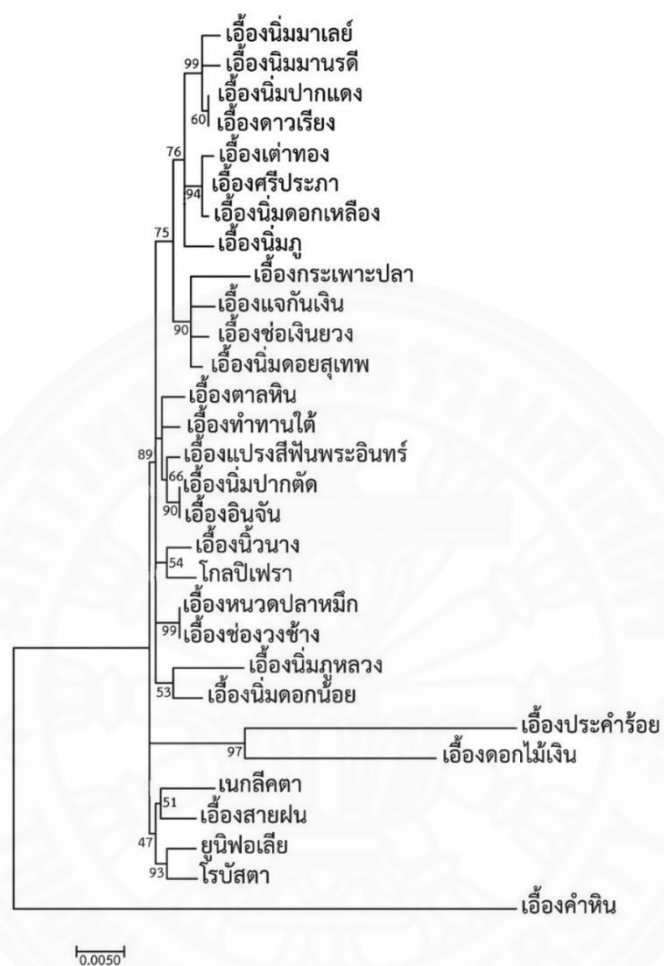 เอื้องนิ่มมาเลย์
99
เอื้องนิมมานรดี
เอื้องนิ่มปากแดง
60
เอื้องดาวเรียง
76
เอื้องเต่าทอง
94
เอื้องศรีประภา
เอื้องนิ่มดอกเหลือง
75
เอื้องนิ่มภู
เอื้องกระเพาะปลา
เอื้องแจกันเงิน
90
เอื้องช่อเงินยวง
เอื้องนิ่มดอยสุเทพ
เอื้องตาลหิน
เอื้องทำทานใต้
89
เอื้องแปรงสีฟันพระอินทร์
66
เอื้องนิ่มปากตัด
90
เอื้องอินจัน
เอื้องนิ้วนาง
54
โกลปิเฟรา
เอื้องหนวดปลาหมึก
99
เอื้องช่องวงช้าง
เอื้องนิ่มภูหลวง
53
เอื้องนิ่มดอกน้อย
เอื้องประคำร้อย
97
เอื้องดอกไม้เงิน
เนกลีคตา
51
เอื้องสายฝน
47
ยูนิฟอเลีย
93
โรบัสตา
เอื้องคำหิน
0.0050